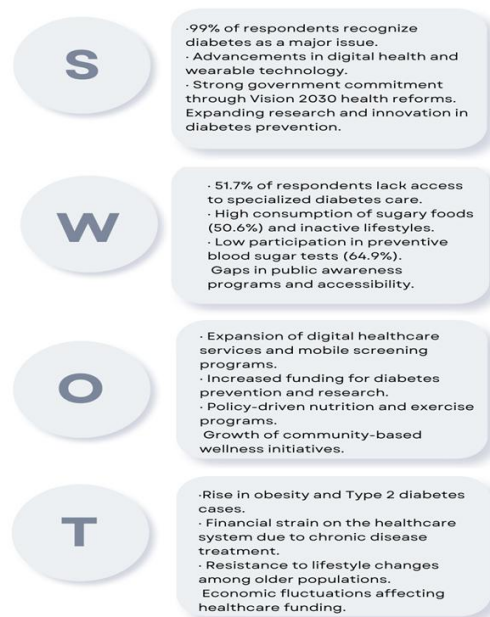 S
·99% of respondents recognize
diabetes as a major issue.
· Advancements in digital health and
wearable technology.
· Strong government commitment
through Vision 2030 health reforms.
Expanding research and innovation in
diabetes prevention.
W
· 51.7% of respondents lack access
to specialized diabetes care.
· High consumption of sugary foods
(50.6%) and inactive lifestyles.
· Low participation in preventive
blood sugar tests (64.9%).
Gaps in public awareness
programs and accessibility.
O
· Expansion of digital healthcare
services and mobile screening
programs.
· Increased funding for diabetes
prevention and research.
· Policy-driven nutrition and exercise
programs.
Growth of community-based
wellness initiatives.
T
·Rise in obesity and Type 2 diabetes
cases.
· Financial strain on the healthcare
system due to chronic disease
treatment.
· Resistance to lifestyle changes
among older populations.
Economic fluctuations affecting
healthcare funding.